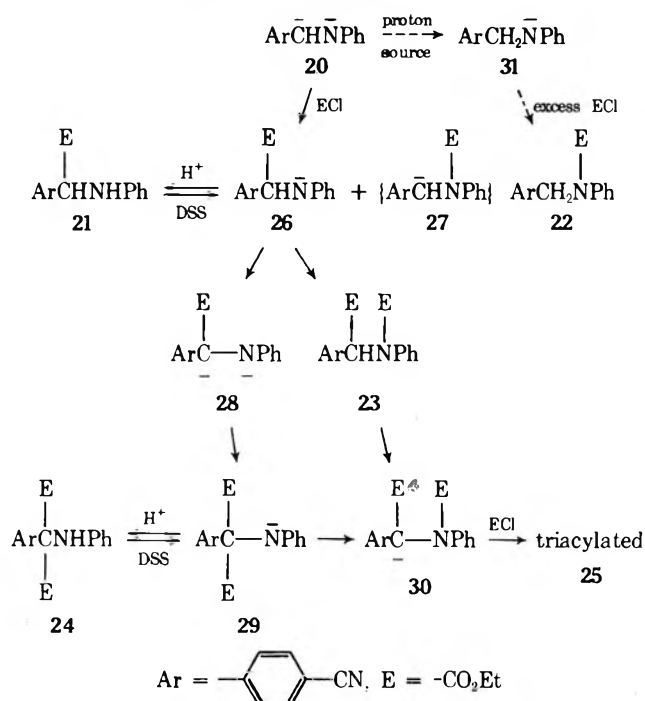 ArC̄HN̄Ph proton source ArCH₂N̄Ph
20 31
ECl excess ECl
E E E
ArCHNHPh H⁺ DSS ArCHN̄Ph + {ArC̄HNPh} ArCH₂NPh
21 26 27 22
E E E
ArC—NPh ArCHNPh
— —
28 23
E E E E
ArCNHPh H⁺ DSS ArC—N̄Ph ArC—NPh ECl triacylated
E E —
24 29 30 25
Ar = -CN, E = -CO₂Et